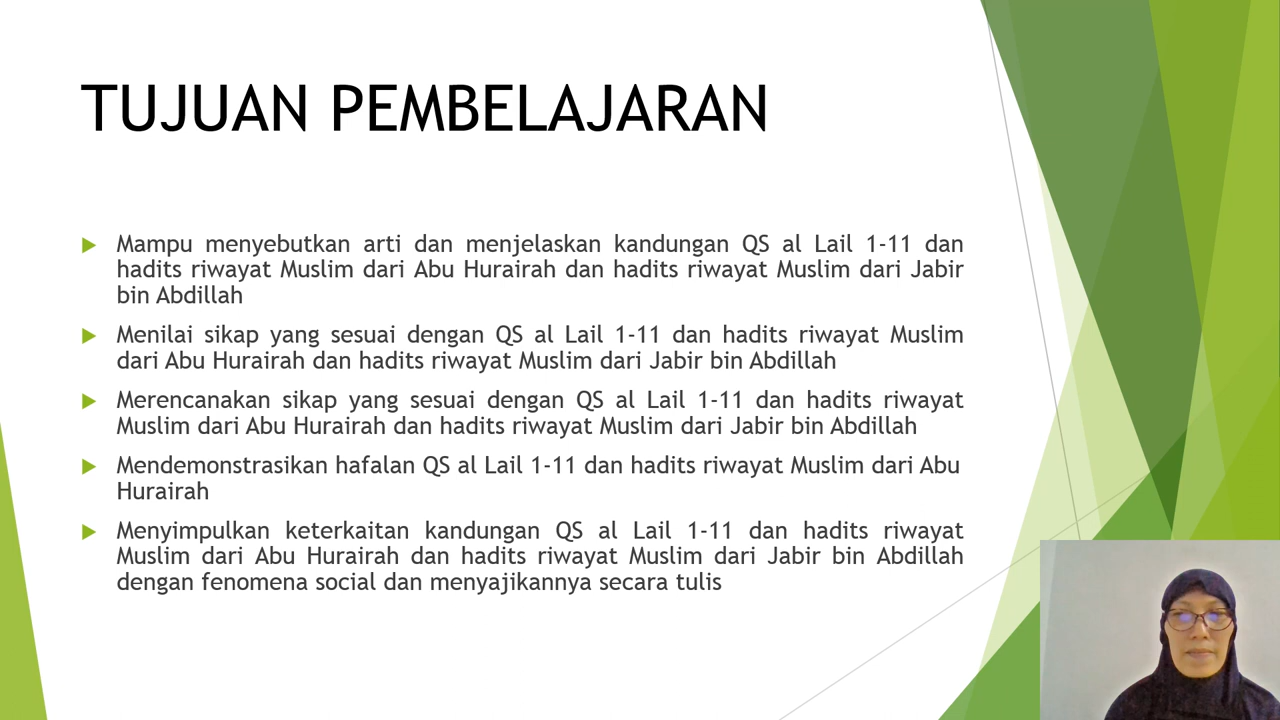 TUJUAN PEMBELAJARAN
Mampu menyebutkan arti dan menjelaskan kandungan QS al Lail 1-11 dan
hadits riwayat Muslim dari Abu Hurairah dan hadits riwayat Muslim dari Jabir
bin Abdillah
Menilai sikap yang sesuai dengan QS al Lail 1-11 dan hadits riwayat Muslim
dari Abu Hurairah dan hadits riwayat Muslim dari Jabir bin Abdillah
Merencanakan sikap yang sesuai dengan QS al Lail 1-11 dan hadits riwayat
Muslim dari Abu Hurairah dan hadits riwayat Muslim dari Jabir bin Abdillah
Mendemonstrasikan hafalan QS al Lail 1-11 dan hadits riwayat Muslim dari Abu
Hurairah
Menyimpulkan keterkaitan kandungan QS al Lail 1-11 dan hadits riwayat
Muslim dari Abu Hurairah dan hadits riwayat Muslim dari Jabir bin Abdillah
dengan fenomena social dan menyajikannya secara tulis